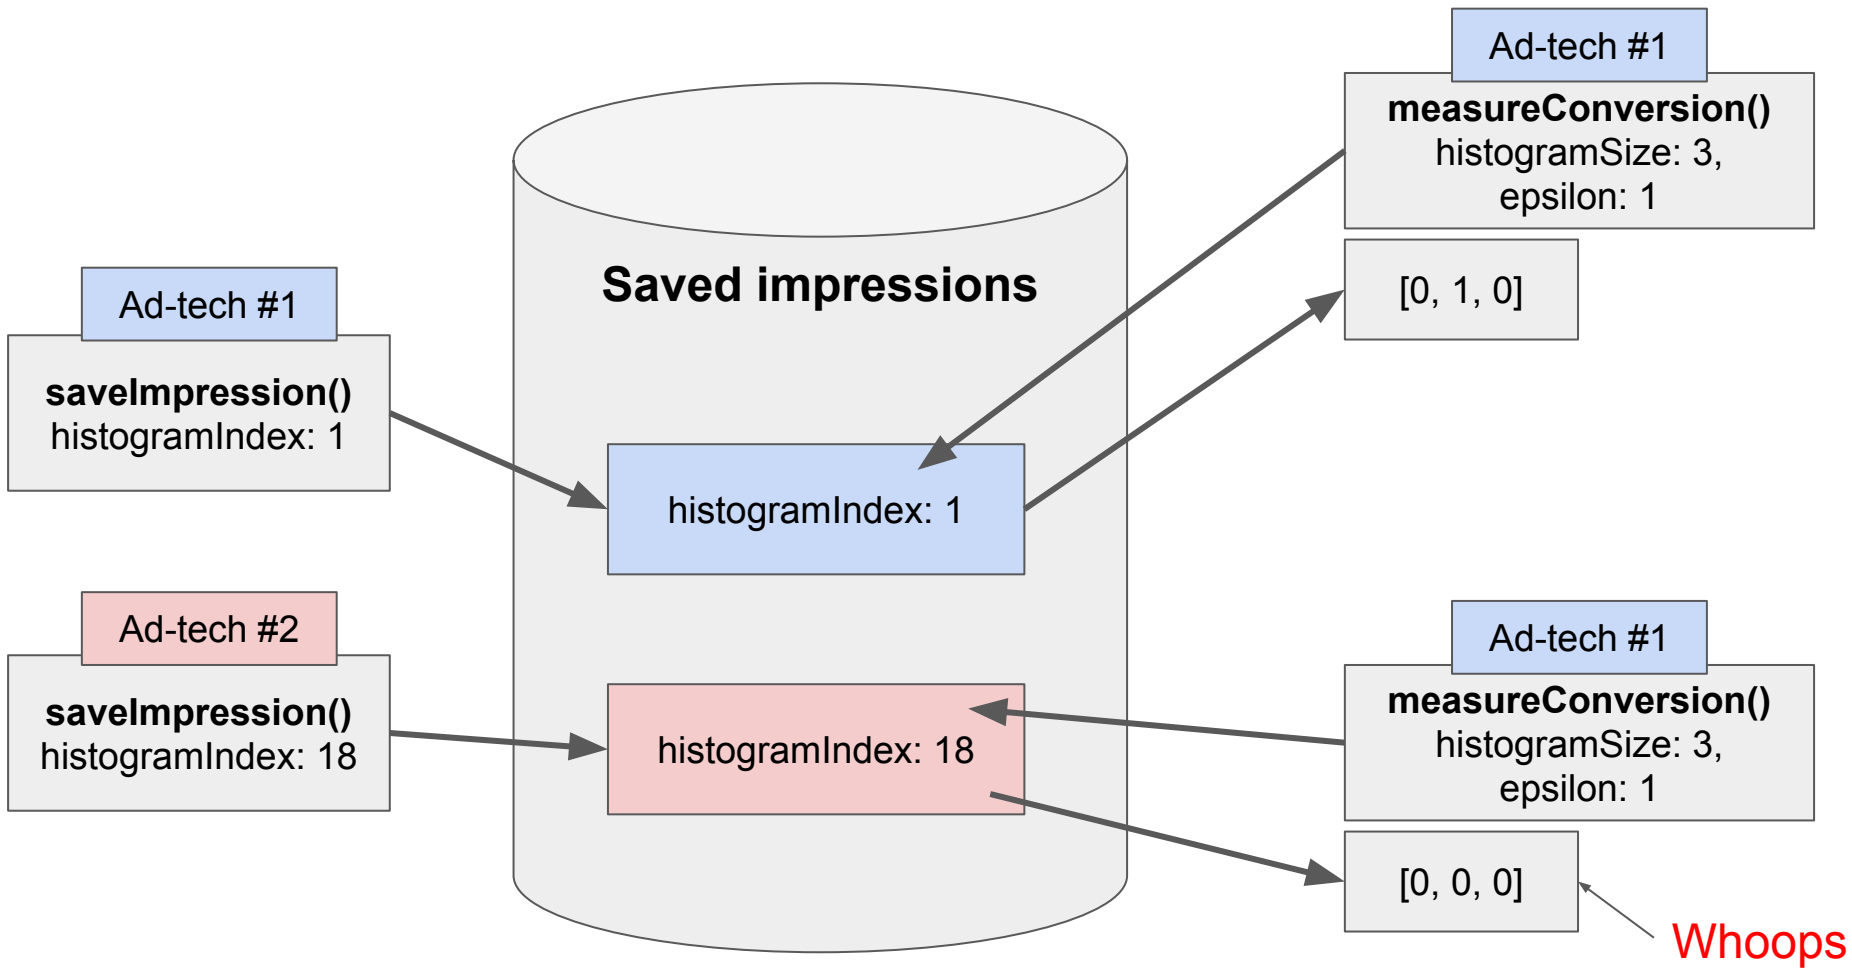 Ad-tech #1
saveImpression()
histogramIndex: 1
Ad-tech #2
saveImpression()
histogramIndex: 18
Saved impressions
histogramIndex: 1
histogramIndex: 18
Ad-tech #1
measureConversion()
histogramSize: 3,
epsilon: 1
[0, 1, 0]
Ad-tech #1
measureConversion()
histogramSize: 3,
epsilon: 1
[0, 0, 0]
Whoops